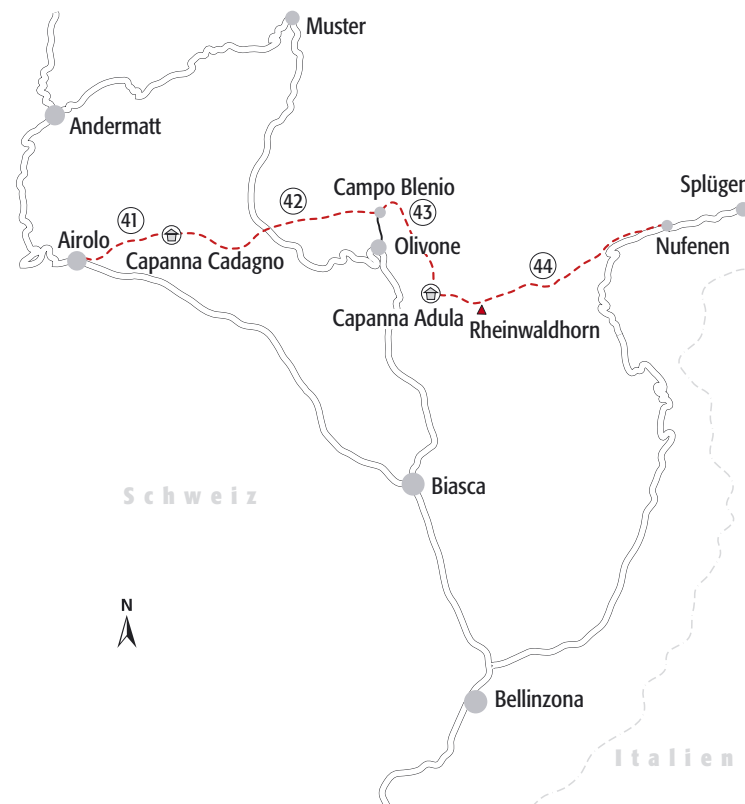 Muster
Andermatt
Campo Blenio
Splügen
42
43
41
Airolo
Olivone
Nufenen
Capanna Cadagno
44
Capanna Adula
Rheinwaldhorn
Biasca
Schweiz
N
Bellinzona
Italien